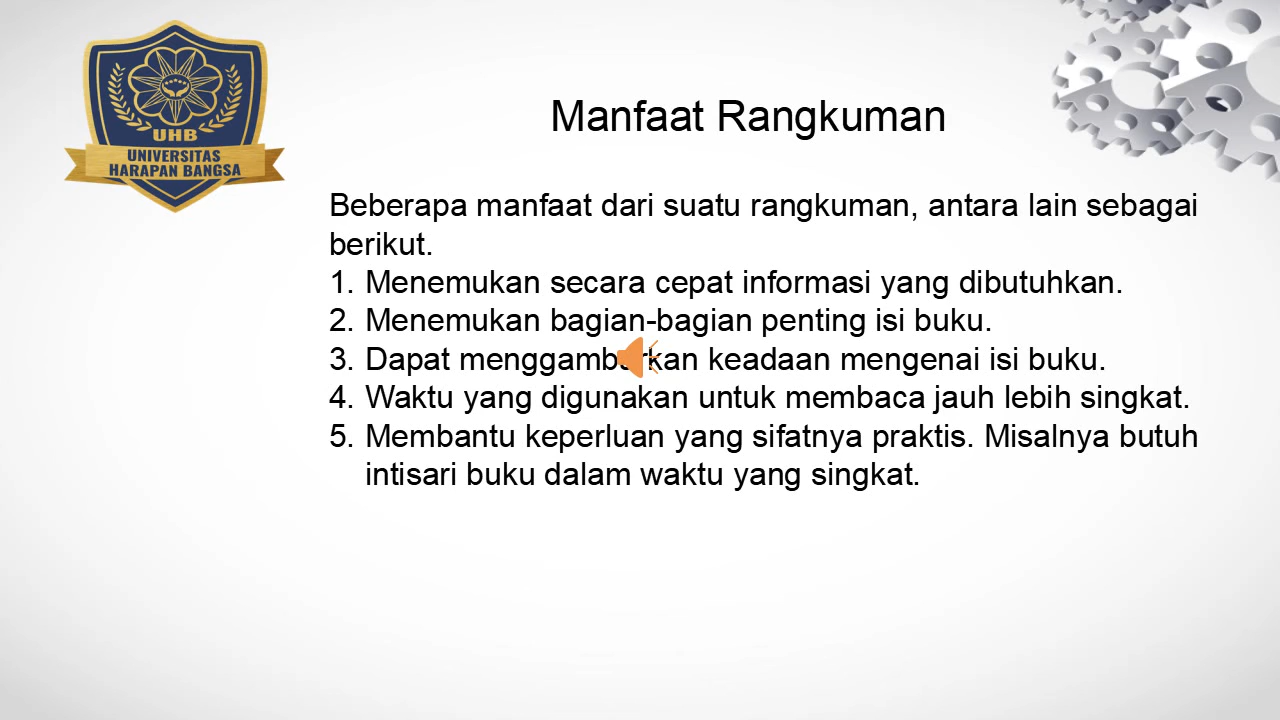 UHB
UNIVERSITAS
HARAPAN BANGSA
Manfaat Rangkuman
Beberapa manfaat dari suatu rangkuman, antara lain sebagai
berikut.
1. Menemukan secara cepat informasi yang dibutuhkan.
2. Menemukan bagian-bagian penting isi buku.
3. Dapat menggambarkan keadaan mengenai isi buku.
4. Waktu yang digunakan untuk membaca jauh lebih singkat.
5. Membantu keperluan yang sifatnya praktis. Misalnya butuh
intisari buku dalam waktu yang singkat.